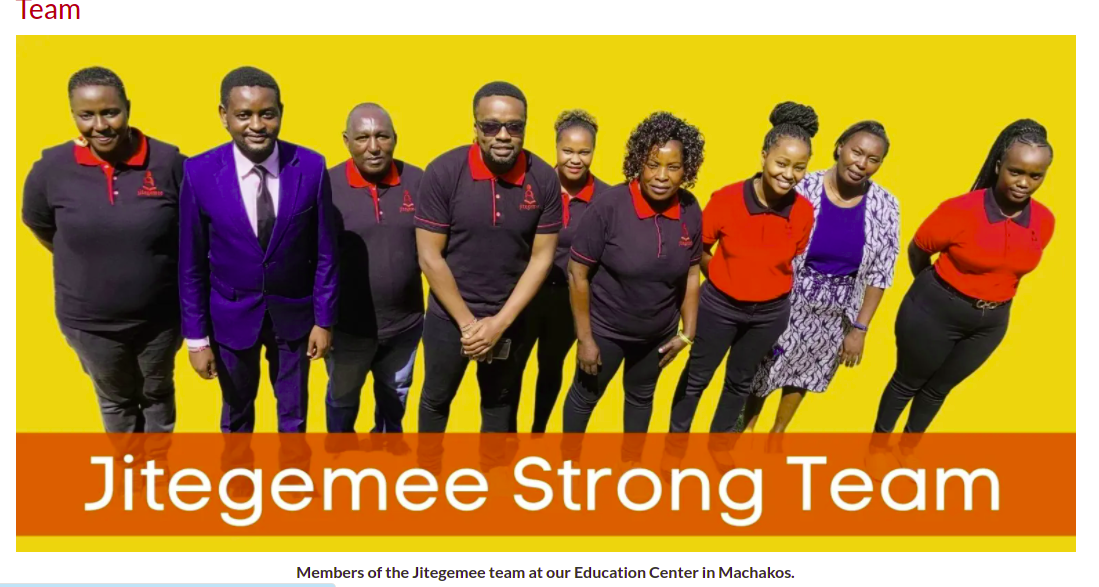 Team
Jitegemee Strong Team
Members of the Jitegemee team at our Education Center in Machakos.